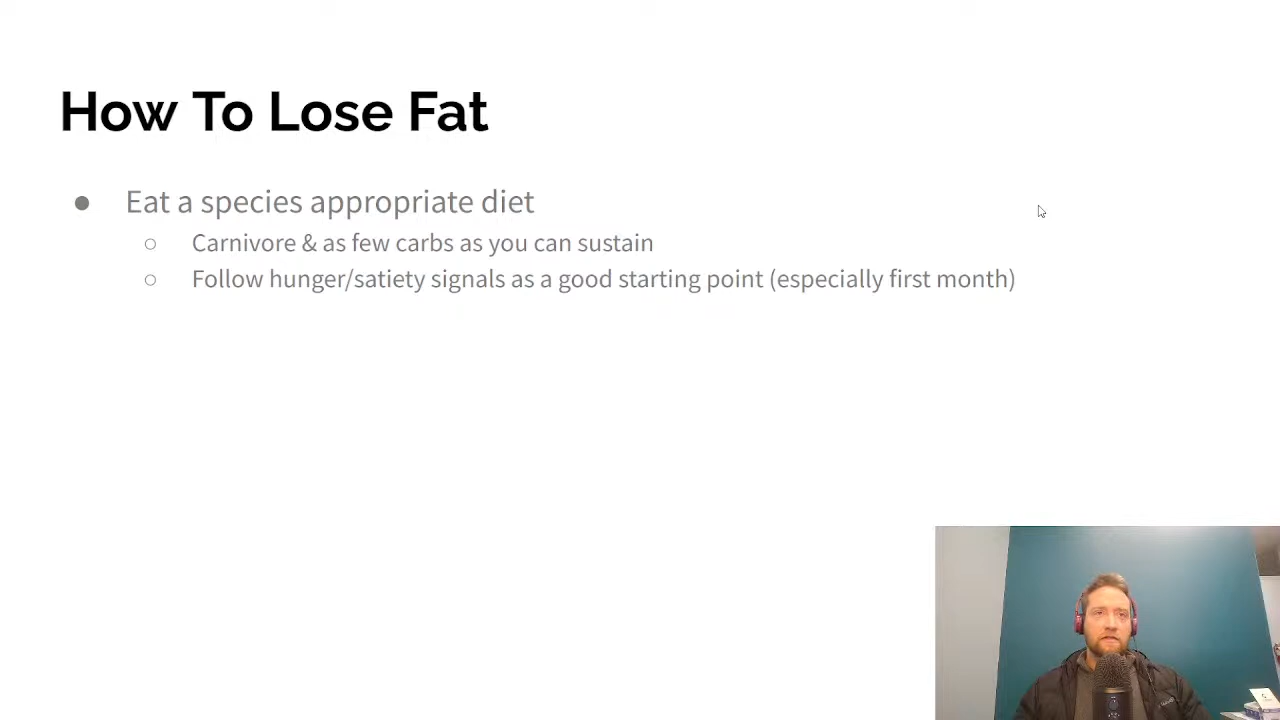 How To Lose Fat
● Eat a species appropriate diet
○ Carnivore & as few carbs as you can sustain
○ Follow hunger/satiety signals as a good starting point (especially first month)